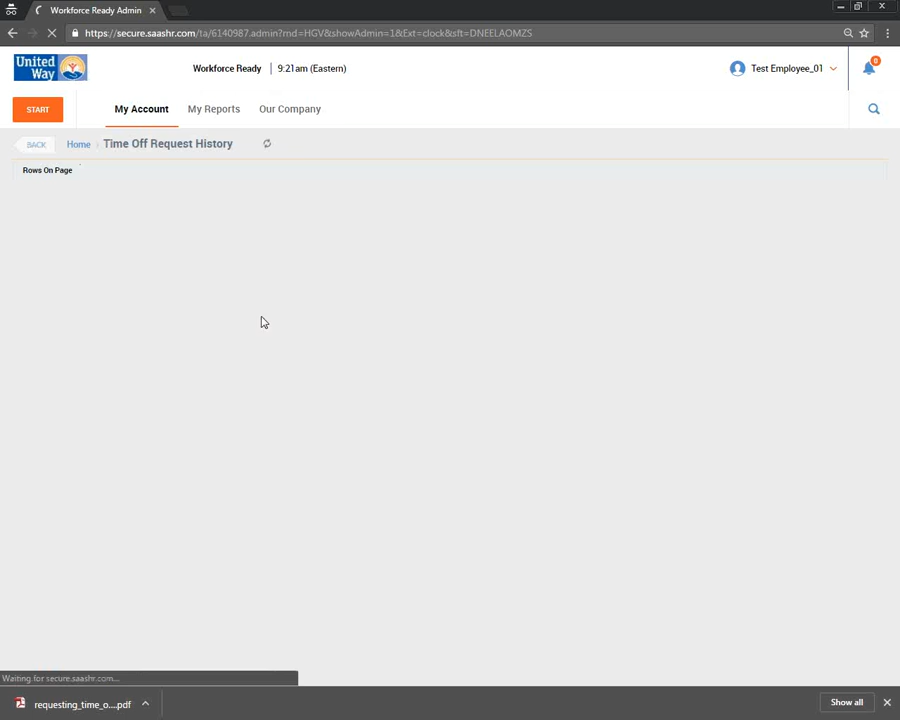 Workforce Ready Admin
https://secure.saashr.com/ta/6140987.admin?rnd=HGV&showAdmin=1&Ext=clock&sft=DNEELAOMZS
United Way
Workforce Ready | 9:21am (Eastern)
Test Employee_01
0
START
My Account
My Reports
Our Company
BACK
Home
Time Off Request History
Rows On Page
Waiting for secure.saashr.com...
requesting_time_o....pdf
Show all